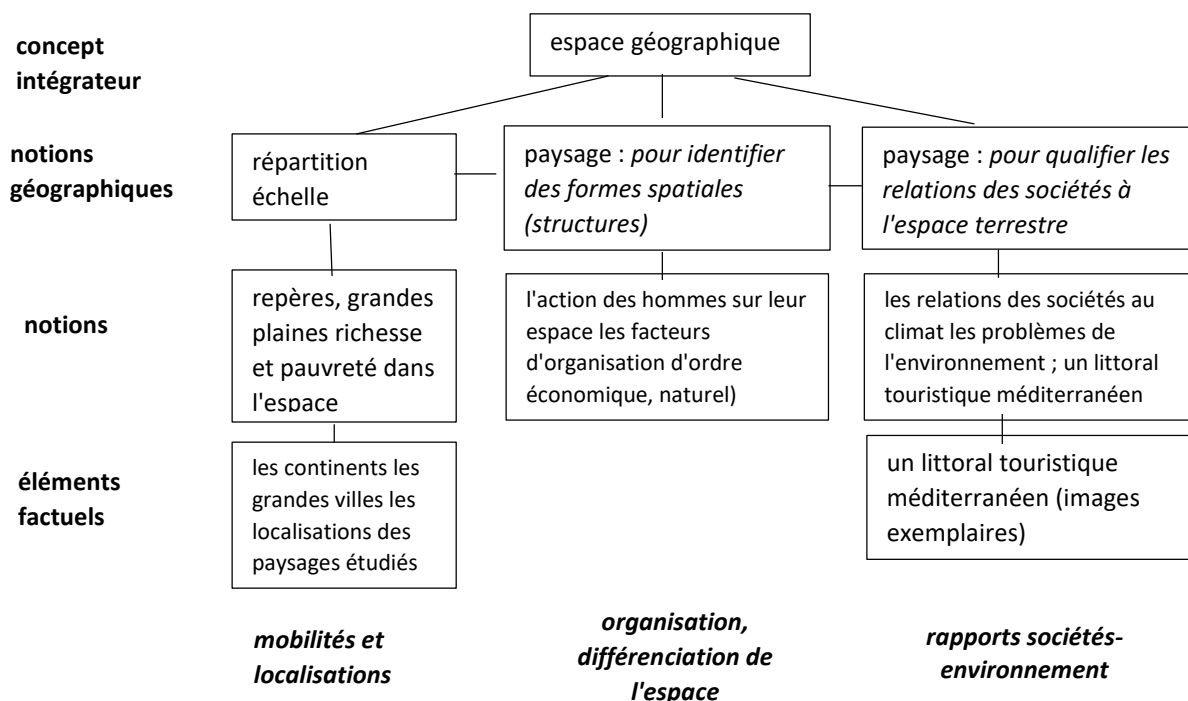 concept
intégrateur
espace géographique
notions
géographiques
répartition
échelle
paysage : pour identifier
des formes spatiales
(structures)
paysage : pour qualifier les
relations des sociétés à
l'espace terrestre
notions
repères, grandes
plaines richesse
et pauvreté dans
l'espace
l'action des hommes sur leur
espace les facteurs
d'organisation d'ordre
économique, naturel)
les relations des sociétés au
climat les problèmes de
l'environnement ; un littoral
touristique méditerranéen
éléments
factuels
les continents les
grandes villes les
localisations des
paysages étudiés
un littoral touristique
méditerranéen (images
exemplaires)
mobilités et
localisations
organisation,
différenciation de
l'espace
rapports sociétés-
environnement